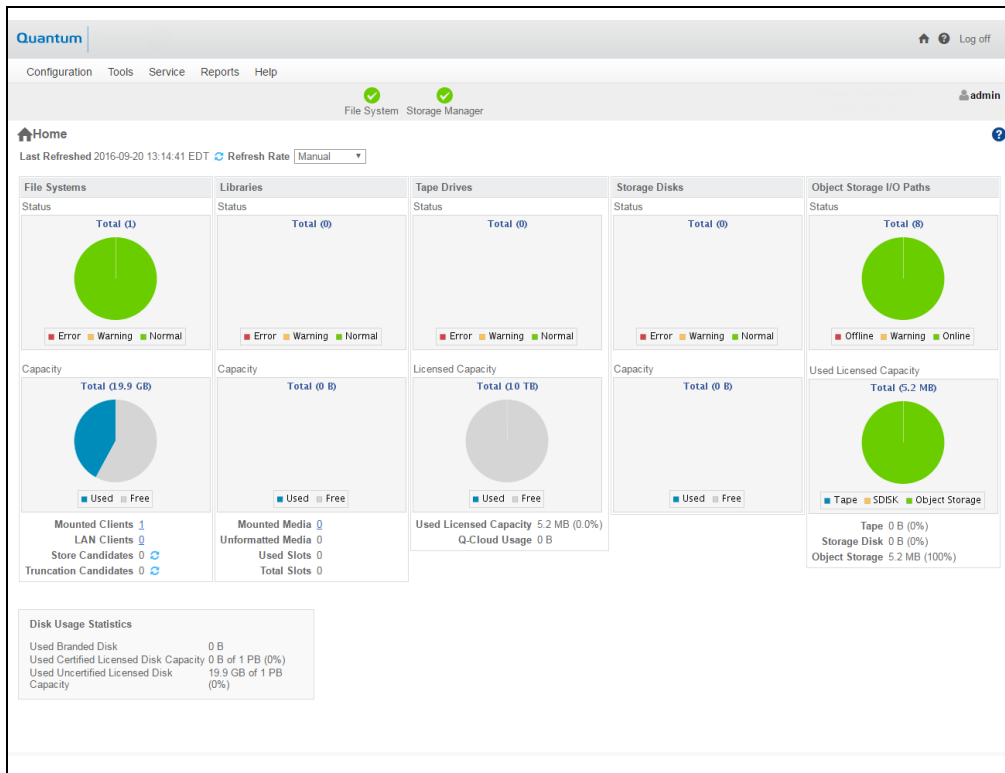 Quantum
Log off
Configuration Tools Service Reports Help
File System Storage Manager
admin
Home
Last Refreshed 2016-09-20 13:14:41 EDT Refresh Rate Manual
File Systems
Status
Total (1)
Error Warning Normal
Capacity
Total (19.9 GB)
Used Free
Mounted Clients 1
LAN Clients 0
Store Candidates 0
Truncation Candidates 0
Libraries
Status
Total (0)
Error Warning Normal
Capacity
Total (0 B)
Used Free
Mounted Media 0
Unformatted Media 0
Used Slots 0
Total Slots 0
Tape Drives
Status
Total (0)
Error Warning Normal
Licensed Capacity
Total (10 TB)
Used Free
Used Licensed Capacity 5.2 MB (0.0%)
Q-Cloud Usage 0 B
Storage Disks
Status
Total (0)
Error Warning Normal
Capacity
Total (0 B)
Used Free
Object Storage I/O Paths
Status
Total (8)
Offline Warning Online
Used Licensed Capacity
Total (5.2 MB)
Tape SDISK Object Storage
Tape 0 B (0%)
Storage Disk 0 B (0%)
Object Storage 5.2 MB (100%)
Disk Usage Statistics
Used Branded Disk 0 B
Used Certified Licensed Disk Capacity 0 B of 1 PB (0%)
Used Uncertified Licensed Disk 19.9 GB of 1 PB
Capacity (0%)